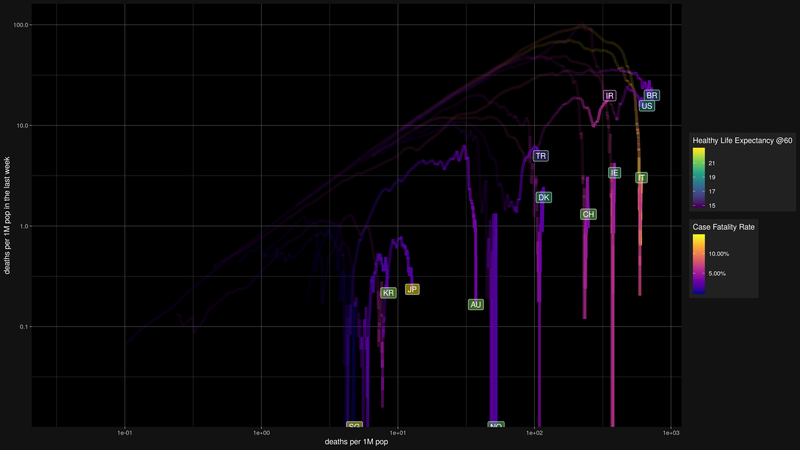 100.0
10.0
1.0
0.1
deaths per 1M pop in the last week
IR
BR
US
TR
IE
IT
DK
CH
KR
JP
AU
SG
NO
1e-01
1e+00
1e+01
1e+02
1e+03
deaths per 1M pop
Healthy Life Expectancy @60
21
19
17
15
Case Fatality Rate
10.00%
5.00%